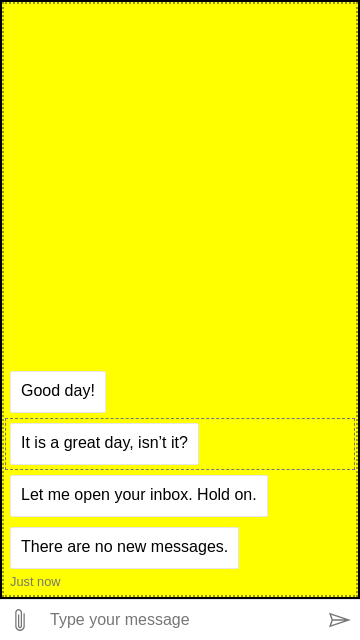 Good day!
It is a great day, isn't it?
Let me open your inbox. Hold on.
There are no new messages.
Just now
Type your message